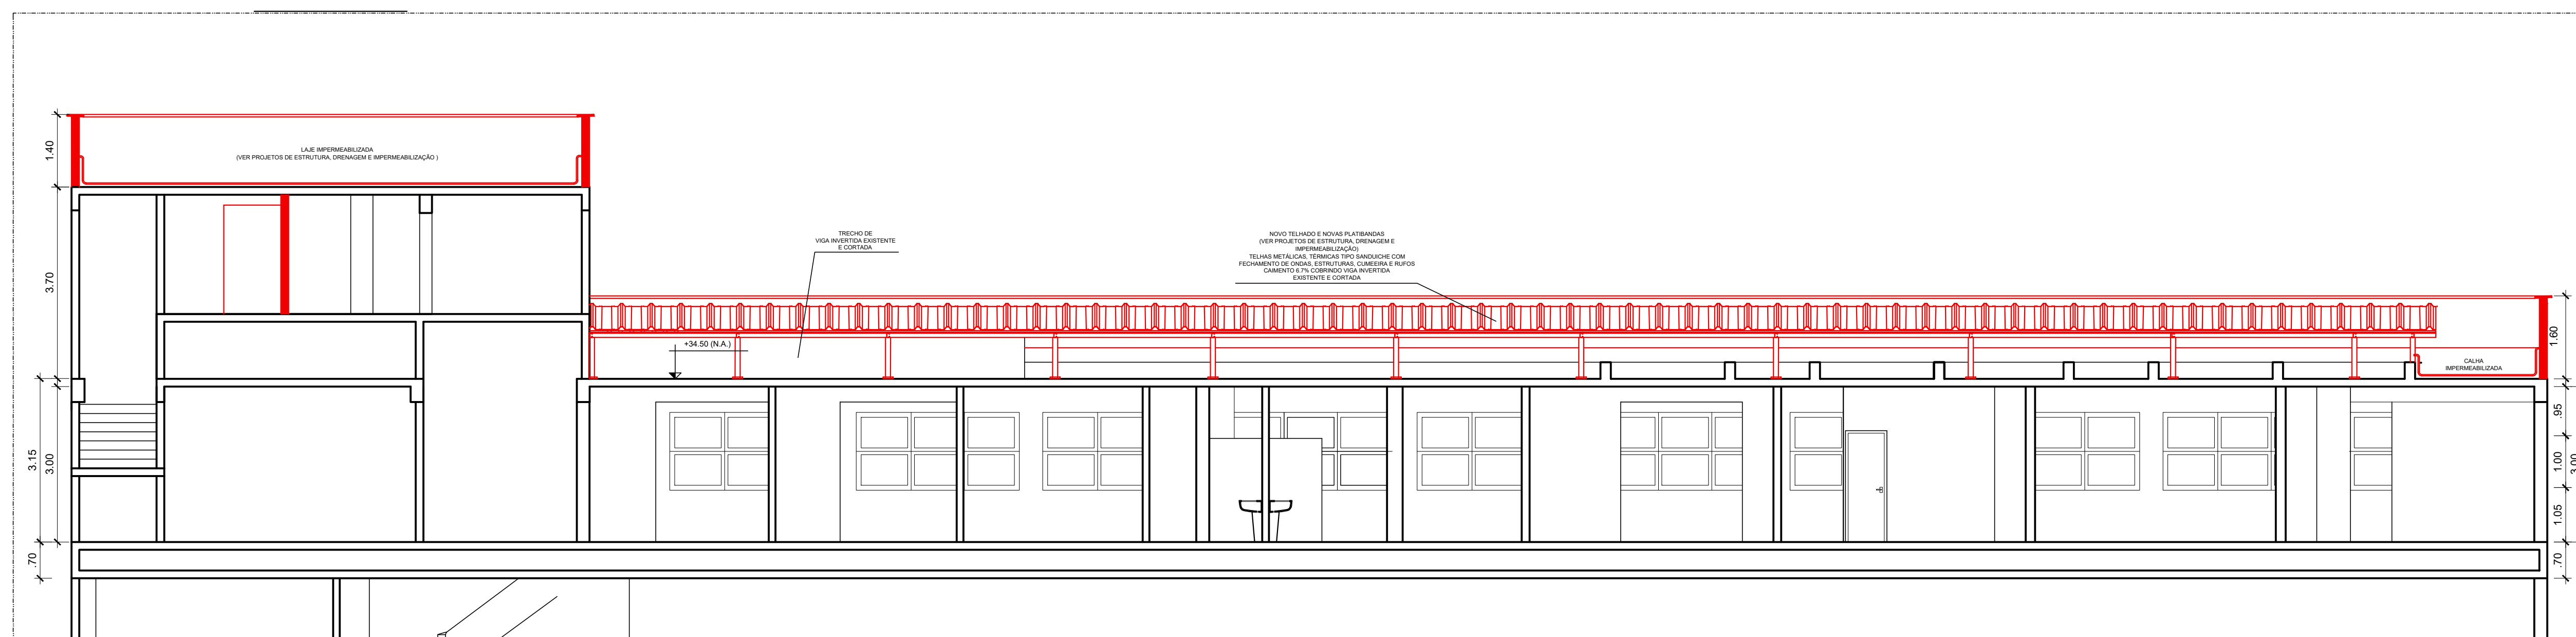 1.40
LAJE IMPERMEABILIZADA
(VER PROJETOS DE ESTRUTURA, DRENAGEM E IMPERMEABILIZAÇÃO )
3.70
TRECHO DE
VIGA INVERTIDA EXISTENTE
E CORTADA
NOVO TELHADO E NOVAS PLATIBANDAS
(VER PROJETOS DE ESTRUTURA, DRENAGEM E
IMPERMEABILIZAÇÃO)
TELHAS METÁLICAS, TÉRMICAS TIPO SANDUICHE COM
FECHAMENTO DE ONDAS, ESTRUTURAS, CUMEEIRA E RUFOS
CAIMENTO 6.7% COBRINDO VIGA INVERTIDA
EXISTENTE E CORTADA
+34.50 (N.A.)
1.60
CALHA
IMPERMEABILIZADA
3.15
3.00
.70
.95
1.00
3.00
1.05
.70